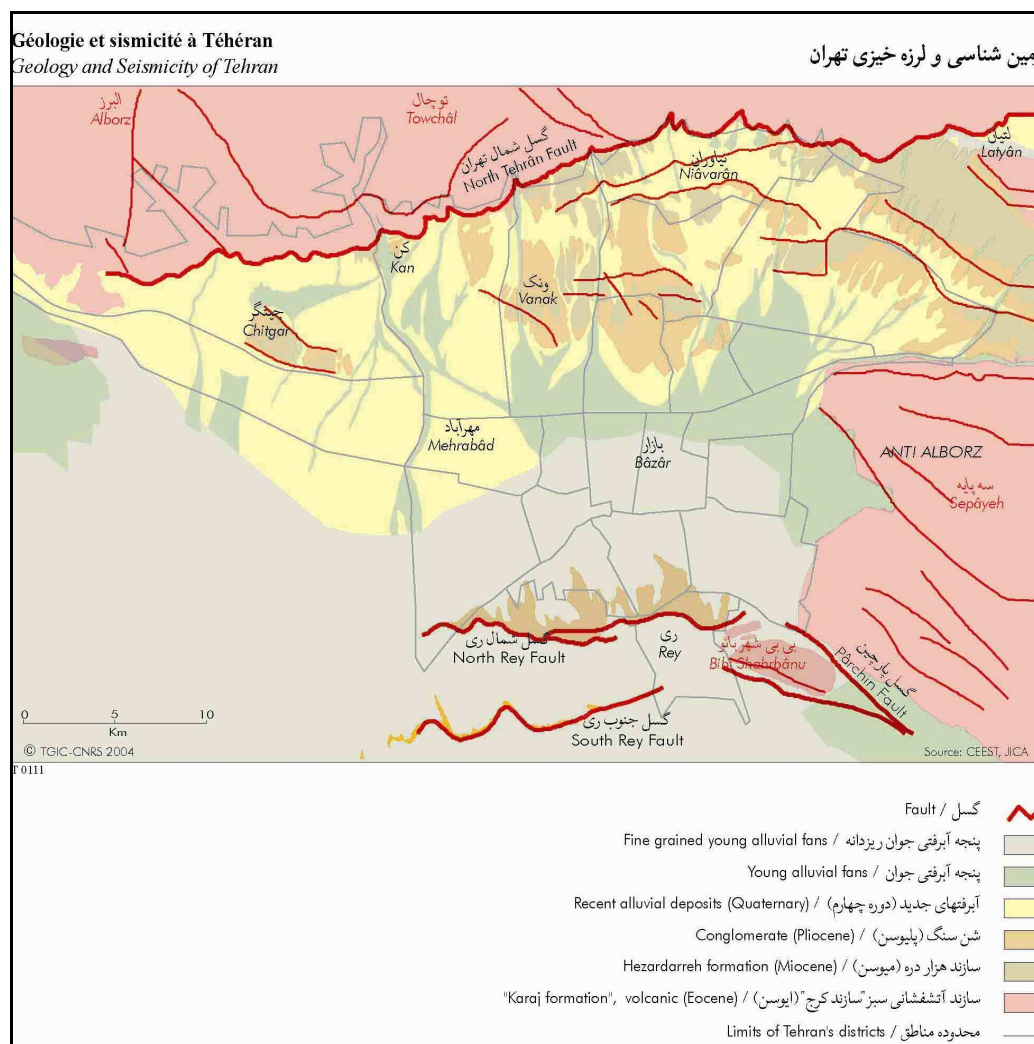 Géologie et sismicité à Téhéran
Geology and Seismicity of Tehran
مین شناسی و لرزه خیزی تهران
البرز
Alborz
توچال
Towchâl
گسل شمال تهران
North Tehrân Fault
نیاوران
Niâvarân
لتیان
Latyân
کن
Kan
ونک
Vanak
چیتگر
Chitgar
مهرآباد
Mehrabâd
بازار
Bâzâr
ANTI ALBORZ
سه پایه
Sepâyeh
گسل شمال ری
North Rey Fault
ری
Rey
بی بی شهربانو
Bibi Shahrbânu
گسل پارچین
Pârchin Fault
گسل جنوب ری
South Rey Fault
0 5 10
Km
© TGIC-CNRS 2004
Source: CEEST, JICA
T 0111
Fault / گسل
Fine grained young alluvial fans / پنجه آبرفتی جوان ریزدانه
Young alluvial fans / پنجه آبرفتی جوان
Recent alluvial deposits (Quaternary) / آبرفتهای جدید (دوره چهارم)
Conglomerate (Pliocene) / شن سنگ (پلیوسن)
Hezardarreh formation (Miocene) / سازند هزار دره (میوسن)
"Karaj formation", volcanic (Eocene) / سازند آتشفشانی سبز"سازند کرج"(ایوسن)
Limits of Tehran's districts / محدوده مناطق